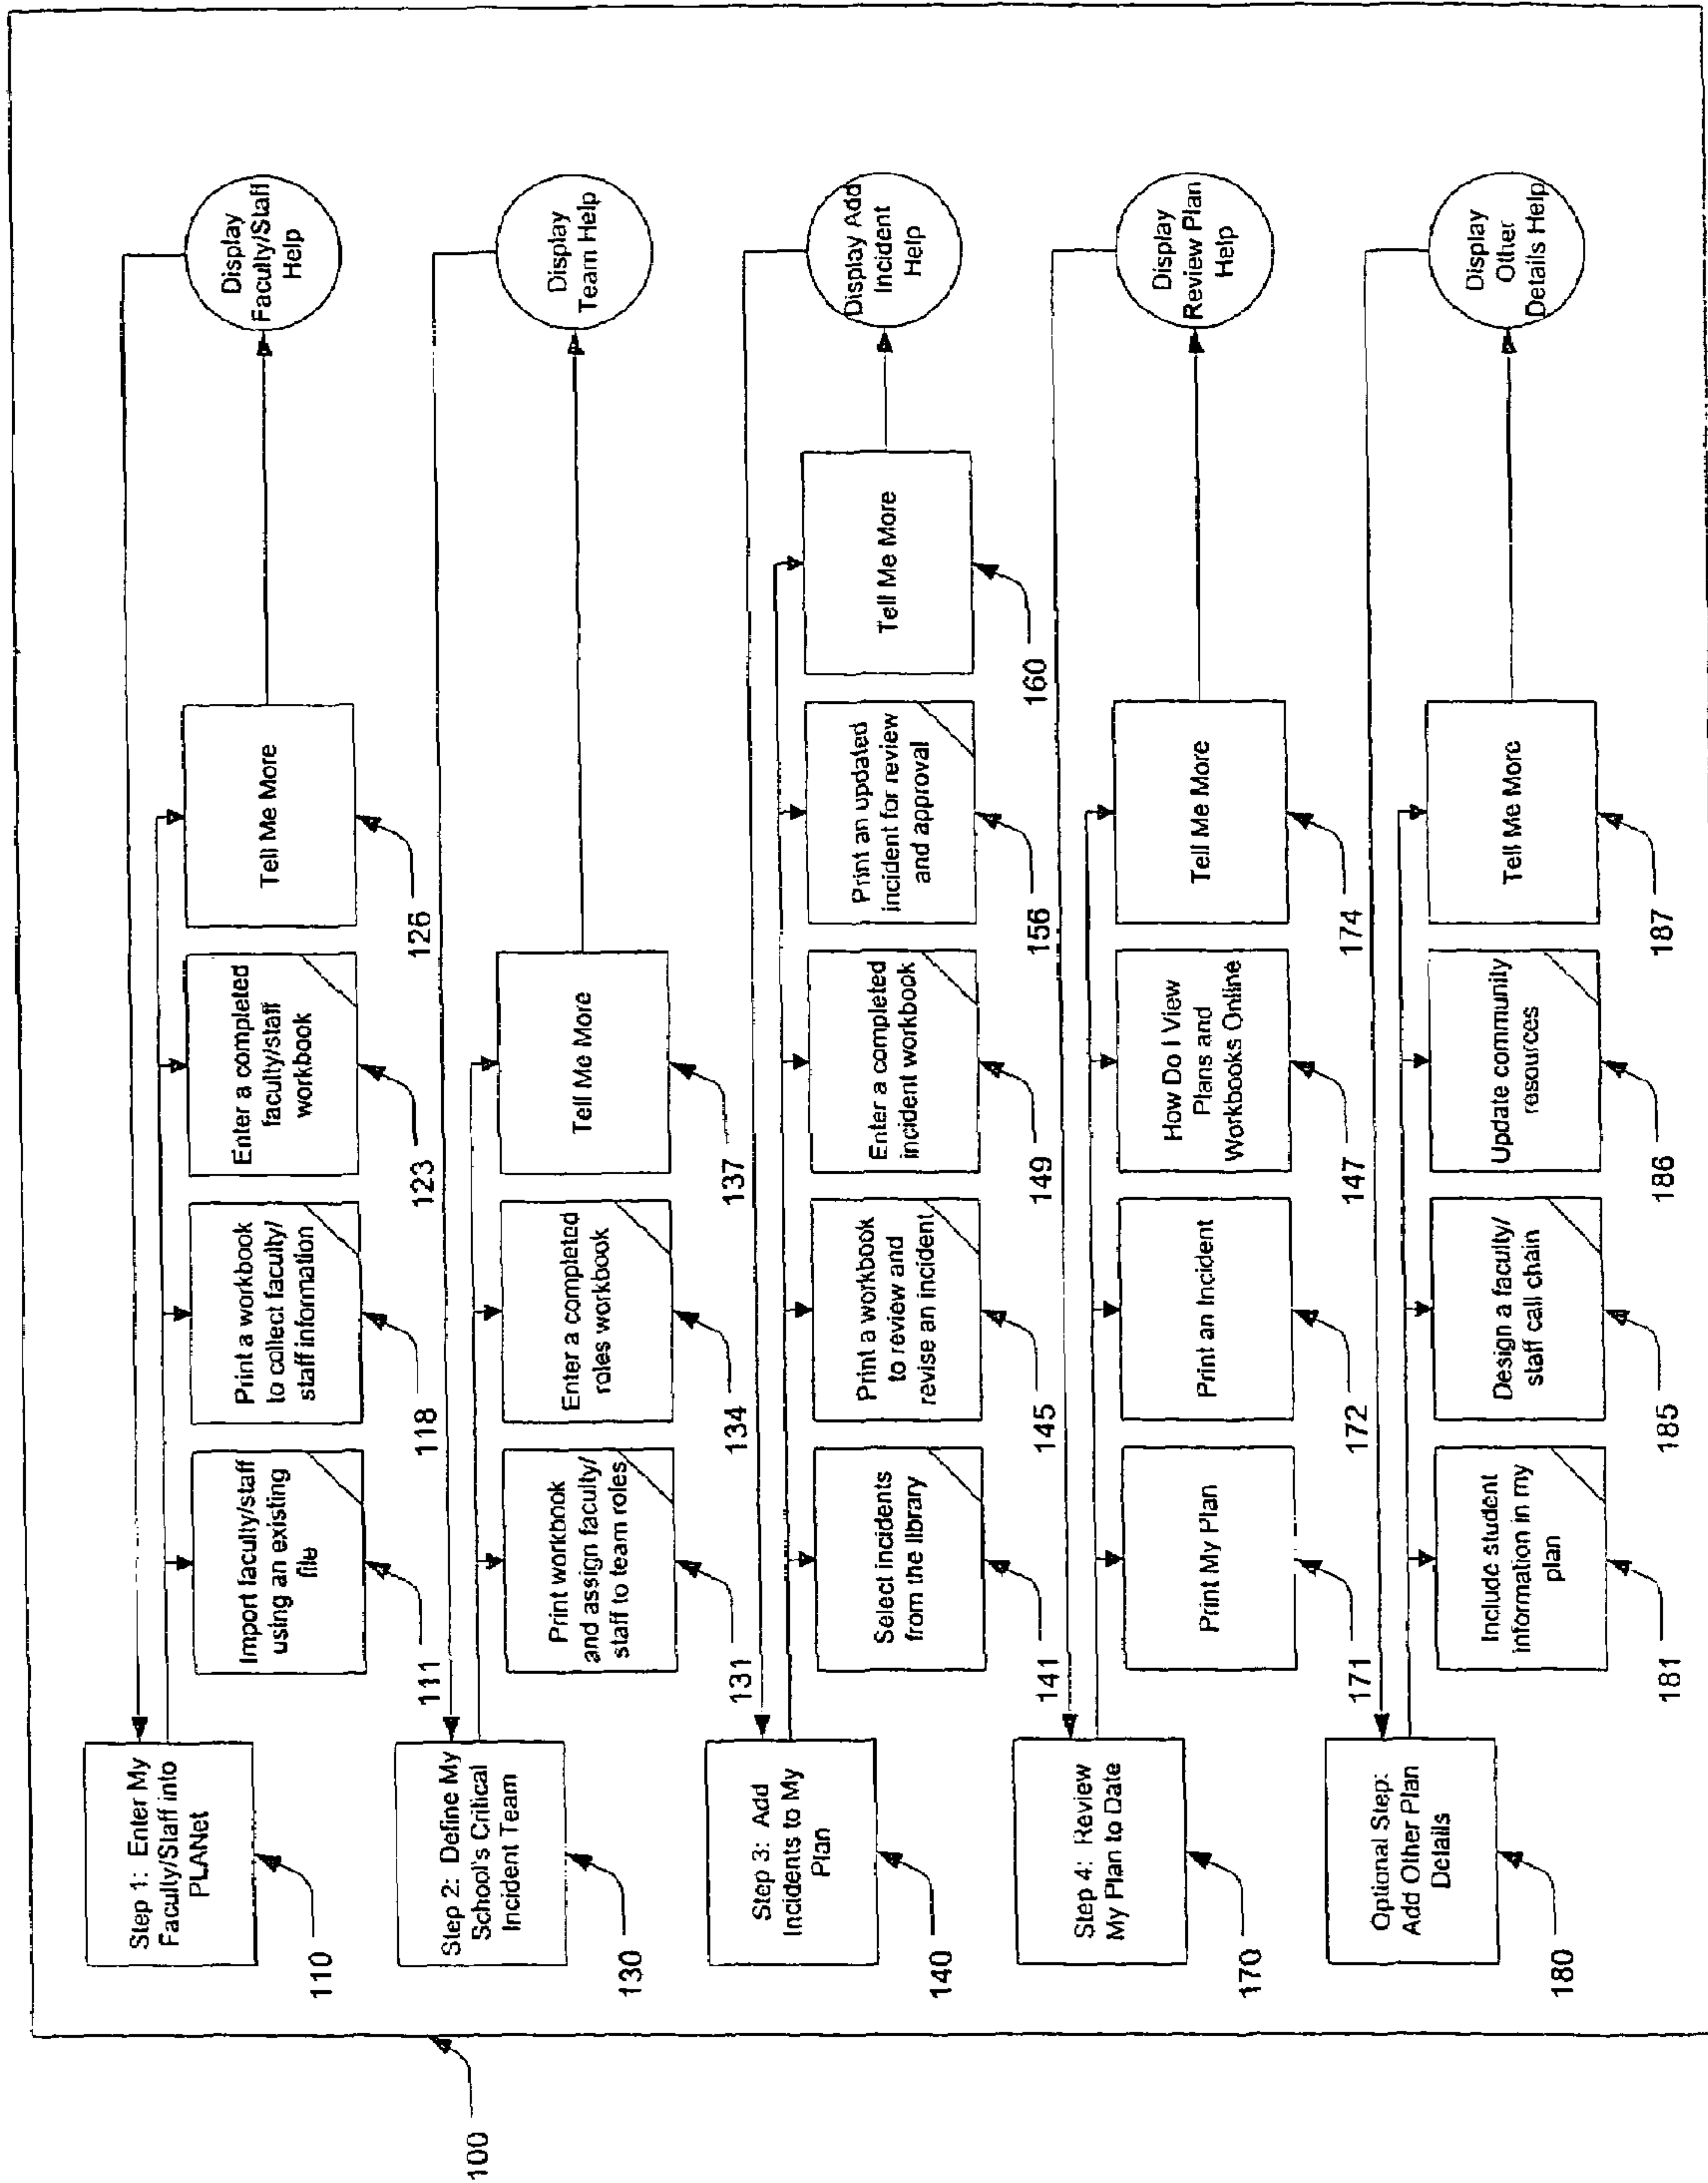 100
Step 1: Enter My
Faculty/Staff into
PLANet
110
Import faculty/staff
using an existing
file
111
Print a workbook
to collect faculty/
staff information
118
Enter a completed
faculty/staff
workbook
123
Tell Me More
126
Display
Faculty/Staff
Help
Step 2: Define My
School's Critical
Incident Team
130
Print workbook
and assign faculty/
staff to team roles
131
Enter a completed
roles workbook
134
Tell Me More
137
Display
Team Help
Step 3: Add
Incidents to My
Plan
140
Select incidents
from the library
141
Print a workbook
to review and
revise an incident
145
Enter a completed
incident workbook
149
Print an updated
incident for review
and approval
156
Tell Me More
160
Display Add
Incident
Help
Step 4: Review
My Plan to Date
170
Print My Plan
171
Print an Incident
172
How Do I View
Plans and
Workbooks Online
147
Tell Me More
174
Display
Review Plan
Help
Optional Step:
Add Other Plan
Details
180
Include student
information in my
plan
181
Design a faculty/
staff call chain
185
Update community
resources
186
Tell Me More
187
Display
Other
Details Help